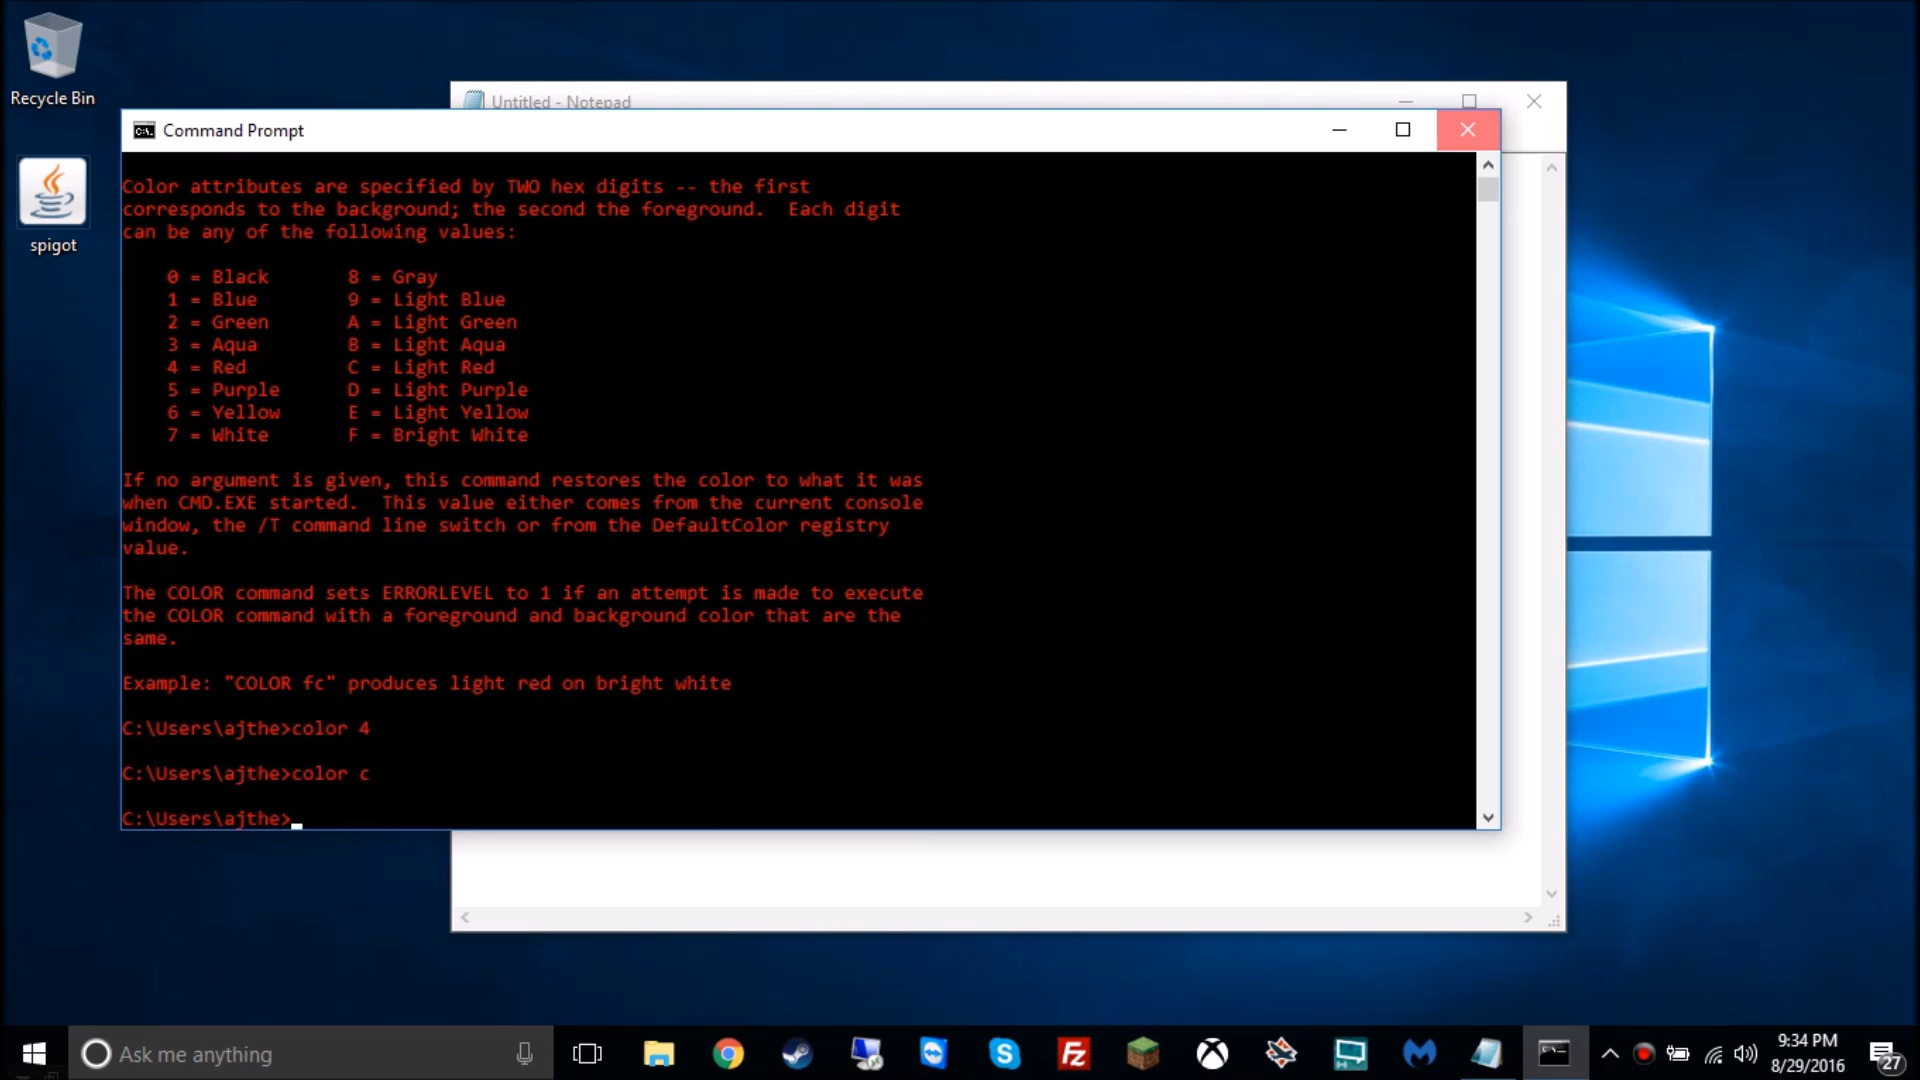 Recycle Bin
spigot
Untitled - Notepad
Command Prompt
Color attributes are specified by TWO hex digits -- the first
corresponds to the background; the second the foreground.  Each digit
can be any of the following values:
0 = Black       8 = Gray
1 = Blue        9 = Light Blue
2 = Green       A = Light Green
3 = Aqua        B = Light Aqua
4 = Red         C = Light Red
5 = Purple      D = Light Purple
6 = Yellow      E = Light Yellow
7 = White       F = Bright White
If no argument is given, this command restores the color to what it was
when CMD.EXE started.  This value either comes from the current console
window, the /T command line switch or from the DefaultColor registry
value.
The COLOR command sets ERRORLEVEL to 1 if an attempt is made to execute
the COLOR command with a foreground and background color that are the
same.
Example: "COLOR fc" produces light red on bright white
C:\Users\ajthe>color 4
C:\Users\ajthe>color c
C:\Users\ajthe>
Ask me anything
9:34 PM
8/29/2016
27